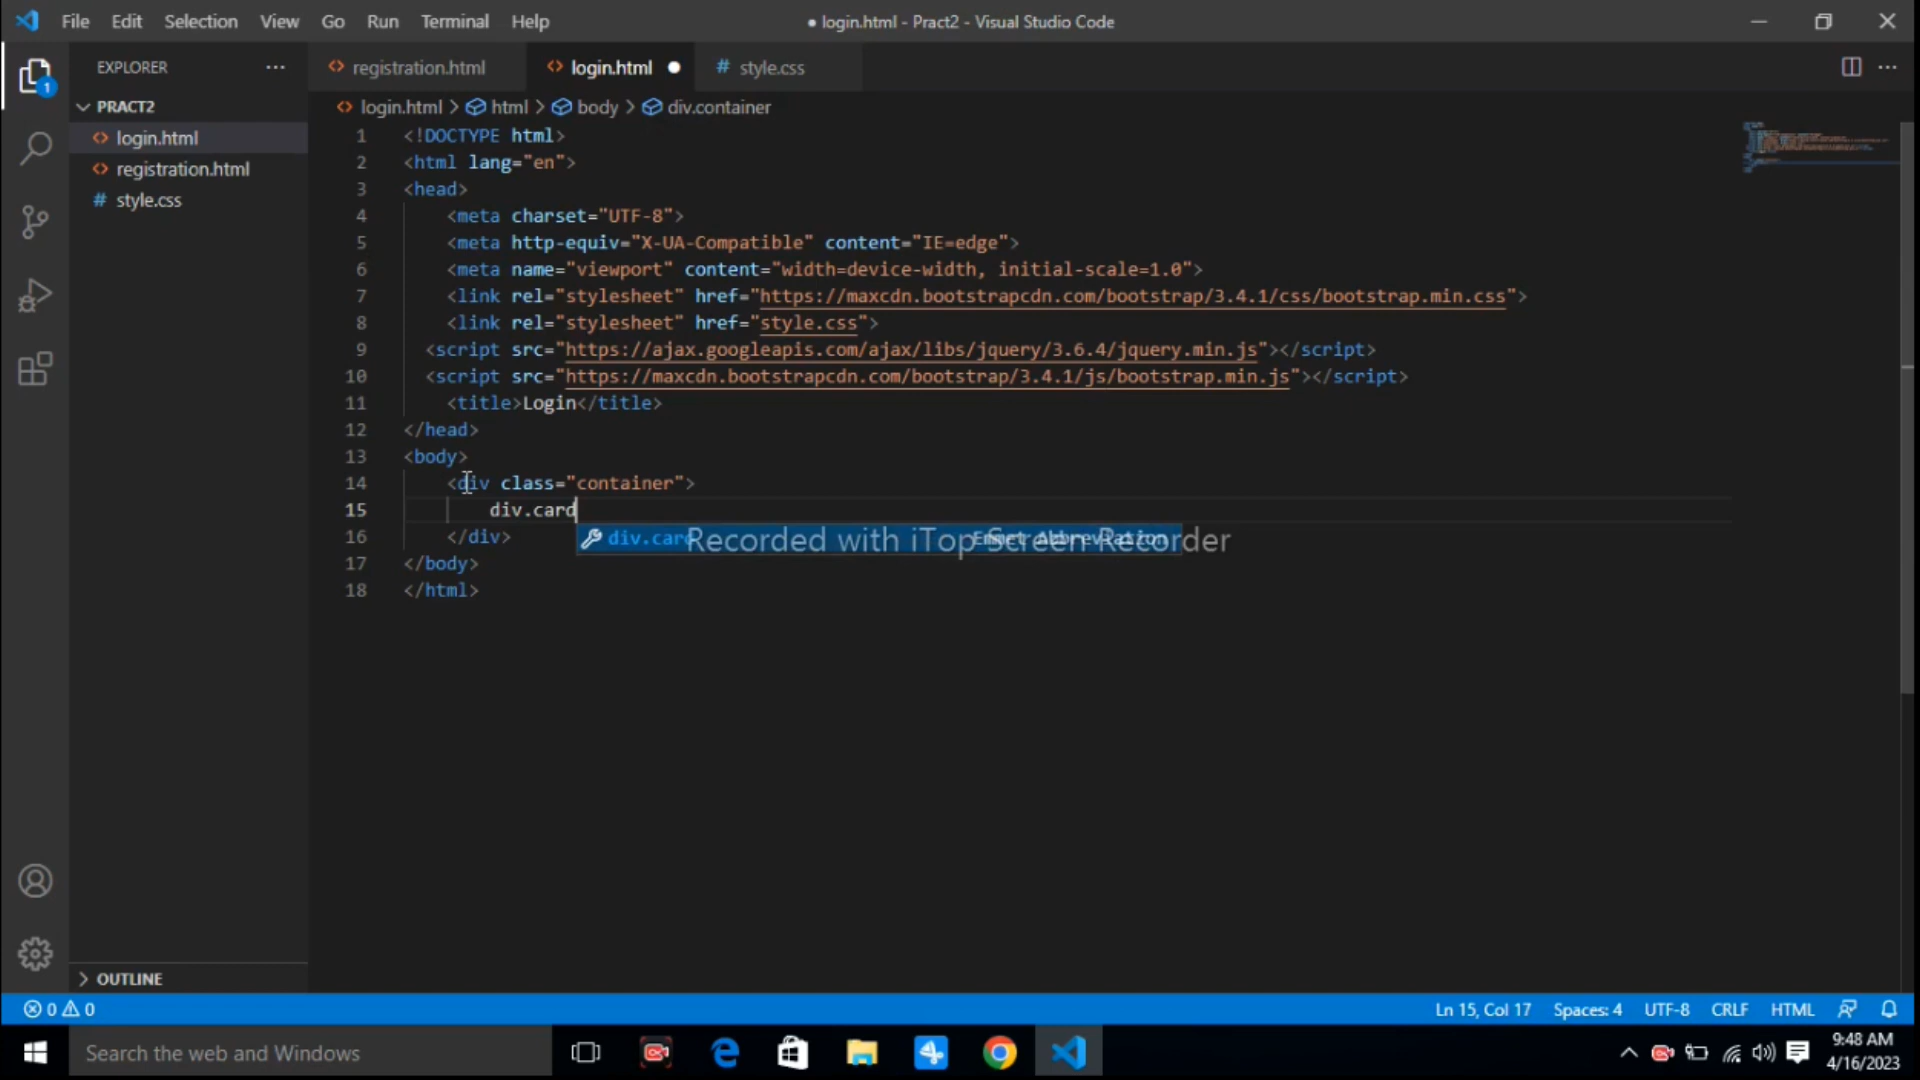 File Edit Selection View Go Run Terminal Help
● login.html - Pract2 - Visual Studio Code
EXPLORER
registration.html
login.html
style.css
PRACT2
login.html > html > body > div.container
login.html
registration.html
style.css
1 <!DOCTYPE html>
2 <html lang="en">
3 <head>
4 <meta charset="UTF-8">
5 <meta http-equiv="X-UA-Compatible" content="IE=edge">
6 <meta name="viewport" content="width=device-width, initial-scale=1.0">
7 <link rel="stylesheet" href="https://maxcdn.bootstrapcdn.com/bootstrap/3.4.1/css/bootstrap.min.css">
8 <link rel="stylesheet" href="style.css">
9 <script src="https://ajax.googleapis.com/ajax/libs/jquery/3.6.4/jquery.min.js"></script>
10 <script src="https://maxcdn.bootstrapcdn.com/bootstrap/3.4.1/js/bootstrap.min.js"></script>
11 <title>Login</title>
12 </head>
13 <body>
14 <div class="container">
15 div.card
16 </div>
div.card Emmet Abbreviation
Recorded with iTop Screen Recorder
17 </body>
18 </html>
1
OUTLINE
0 0
Ln 15, Col 17 Spaces: 4 UTF-8 CRLF HTML
Search the web and Windows
9:48 AM
4/16/2023